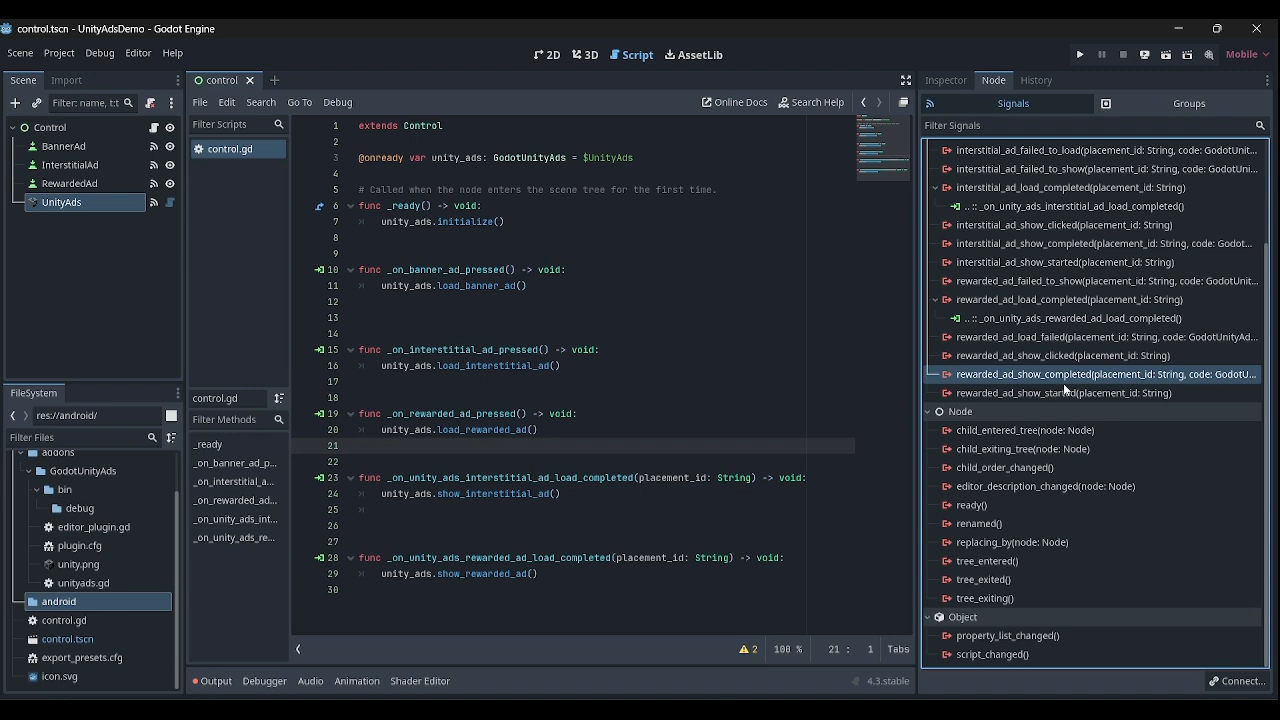 control.tscn - UnityAdsDemo - Godot Engine
Scene Project Debug Editor Help
2D 3D Script AssetLib
Mobile
Scene Import
control
Inspector Node History
Filter: name, t:t
File Edit Search Go To Debug
Online Docs Search Help
Signals Groups
Filter Scripts
Filter Signals
Control
BannerAd
InterstitialAd
RewardedAd
UnityAds
control.gd
1 extends Control
2
3 @onready var unity_ads: GodotUnityAds = $UnityAds
4
5 # Called when the node enters the scene tree for the first time.
6 func _ready() -> void:
7 unity_ads.initialize()
8
9
10 func _on_banner_ad_pressed() -> void:
11 unity_ads.load_banner_ad()
12
13
14
15 func _on_interstitial_ad_pressed() -> void:
16 unity_ads.load_interstitial_ad()
17
18
19 func _on_rewarded_ad_pressed() -> void:
20 unity_ads.load_rewarded_ad()
21
22
23 func _on_unity_ads_interstitial_ad_load_completed(placement_id: String) -> void:
24 unity_ads.show_interstitial_ad()
25
26
27
28 func _on_unity_ads_rewarded_ad_load_completed(placement_id: String) -> void:
29 unity_ads.show_rewarded_ad()
30
interstitial_ad_failed_to_load(placement_id: String, code: GodotUnit...
interstitial_ad_failed_to_show(placement_id: String, code: GodotUni...
interstitial_ad_load_completed(placement_id: String)
.. :: _on_unity_ads_interstitial_ad_load_completed()
interstitial_ad_show_clicked(placement_id: String)
interstitial_ad_show_completed(placement_id: String, code: Godot...
interstitial_ad_show_started(placement_id: String)
rewarded_ad_failed_to_show(placement_id: String, code: GodotUnit...
rewarded_ad_load_completed(placement_id: String)
.. :: _on_unity_ads_rewarded_ad_load_completed()
rewarded_ad_load_failed(placement_id: String, code: GodotUnityAd...
rewarded_ad_show_clicked(placement_id: String)
rewarded_ad_show_completed(placement_id: String, code: GodotU...
rewarded_ad_show_started(placement_id: String)
Node
child_entered_tree(node: Node)
child_exiting_tree(node: Node)
child_order_changed()
editor_description_changed(node: Node)
ready()
renamed()
replacing_by(node: Node)
tree_entered()
tree_exited()
tree_exiting()
Object
property_list_changed()
script_changed()
Connect...
FileSystem
res://android/
Filter Files
addons
GodotUnityAds
bin
debug
editor_plugin.gd
plugin.cfg
unity.png
unityads.gd
android
control.gd
control.tscn
export_presets.cfg
icon.svg
control.gd
Filter Methods
_ready
_on_banner_ad_p...
_on_interstitial_a...
_on_rewarded_ad...
_on_unity_ads_int...
_on_unity_ads_re...
2 100 % 21 : 1 Tabs
Output Debugger Audio Animation Shader Editor
4.3.stable